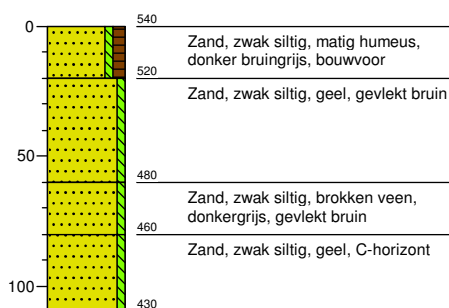 0
540
Zand, zwak siltig, matig humeus,
donker bruingrijs, bouwvoor
520
Zand, zwak siltig, geel, gevlekt bruin
50
480
Zand, zwak siltig, brokken veen,
donkergrijs, gevlekt bruin
460
Zand, zwak siltig, geel, C-horizont
100
430